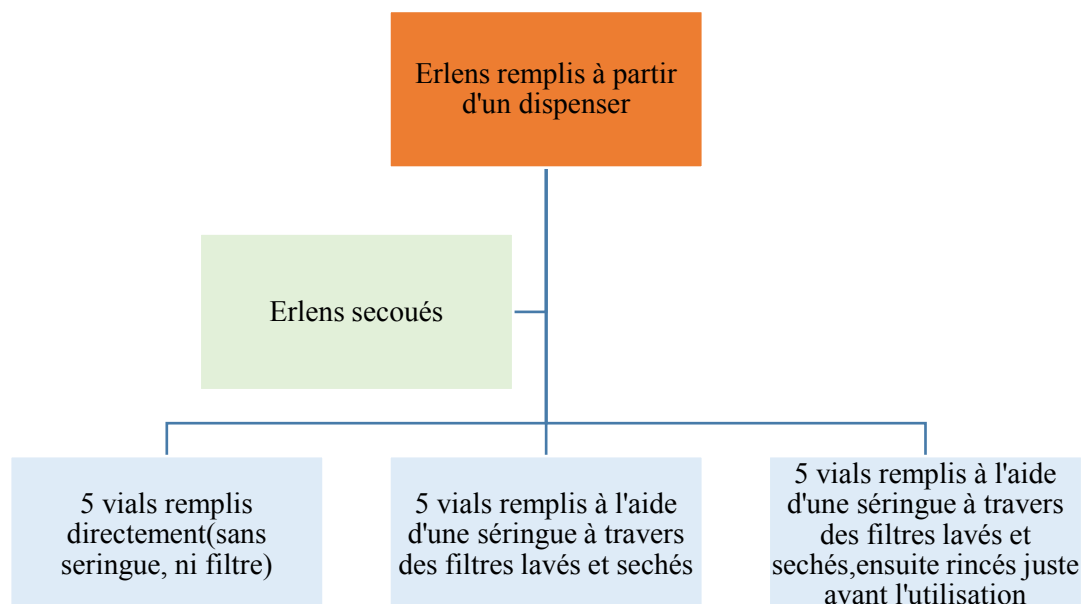 Erlens remplis à partir
d'un dispenser
Erlens secoués
5 vials remplis
directement(sans
seringue, ni filtre)
5 vials remplis à l'aide
d'une séringue à travers
des filtres lavés et sechés
5 vials remplis à l'aide
d'une séringue à travers
des filtres lavés et
sechés,ensuite rincés juste
avant l'utilisation